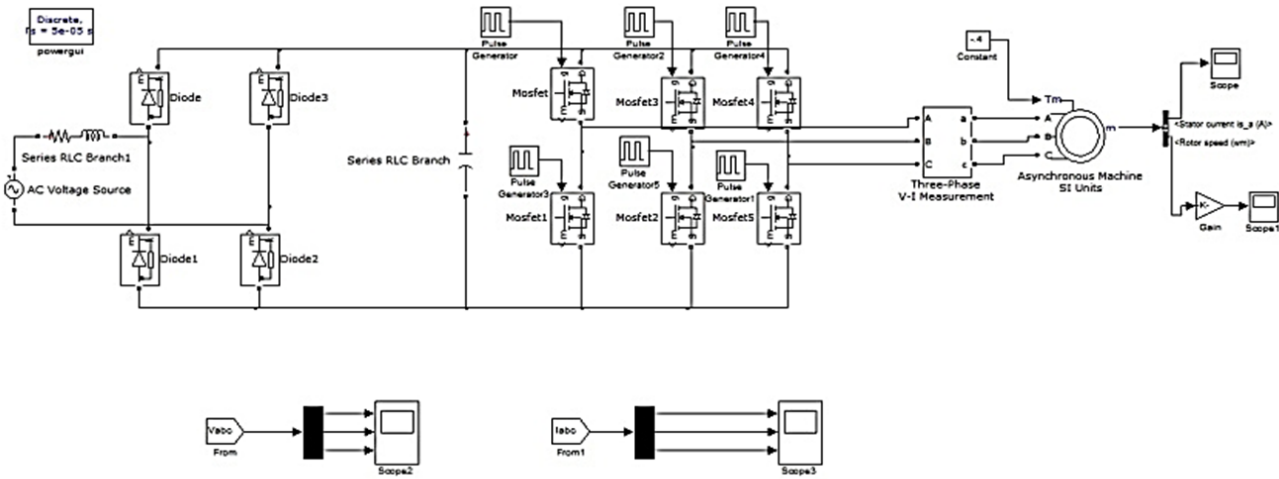 Discrete,
Ts = 5e-05 s
powergui
Diode
Diode3
Series RLC Branch1
AC Voltage Source
Diode1
Diode2
Series RLC Branch
Pulse
Generator
Pulse
Generator2
Pulse
Generator4
Mosfet
Mosfet3
Mosfet4
Pulse
Generator3
Pulse
Generator5
Pulse
Generator1
Mosfet1
Mosfet2
Mosfet5
A
B
C
a
b
c
Three-Phase
V-I Measurement
-.4
Constant
Tm
A
B
C
m
Asynchronous Machine
SI Units
<Stator current is_a (A)>
<Rotor speed (wm)>
Scope
K-
Gain
Scope1
Vabc
From
Scope2
Iabc
From1
Scope3